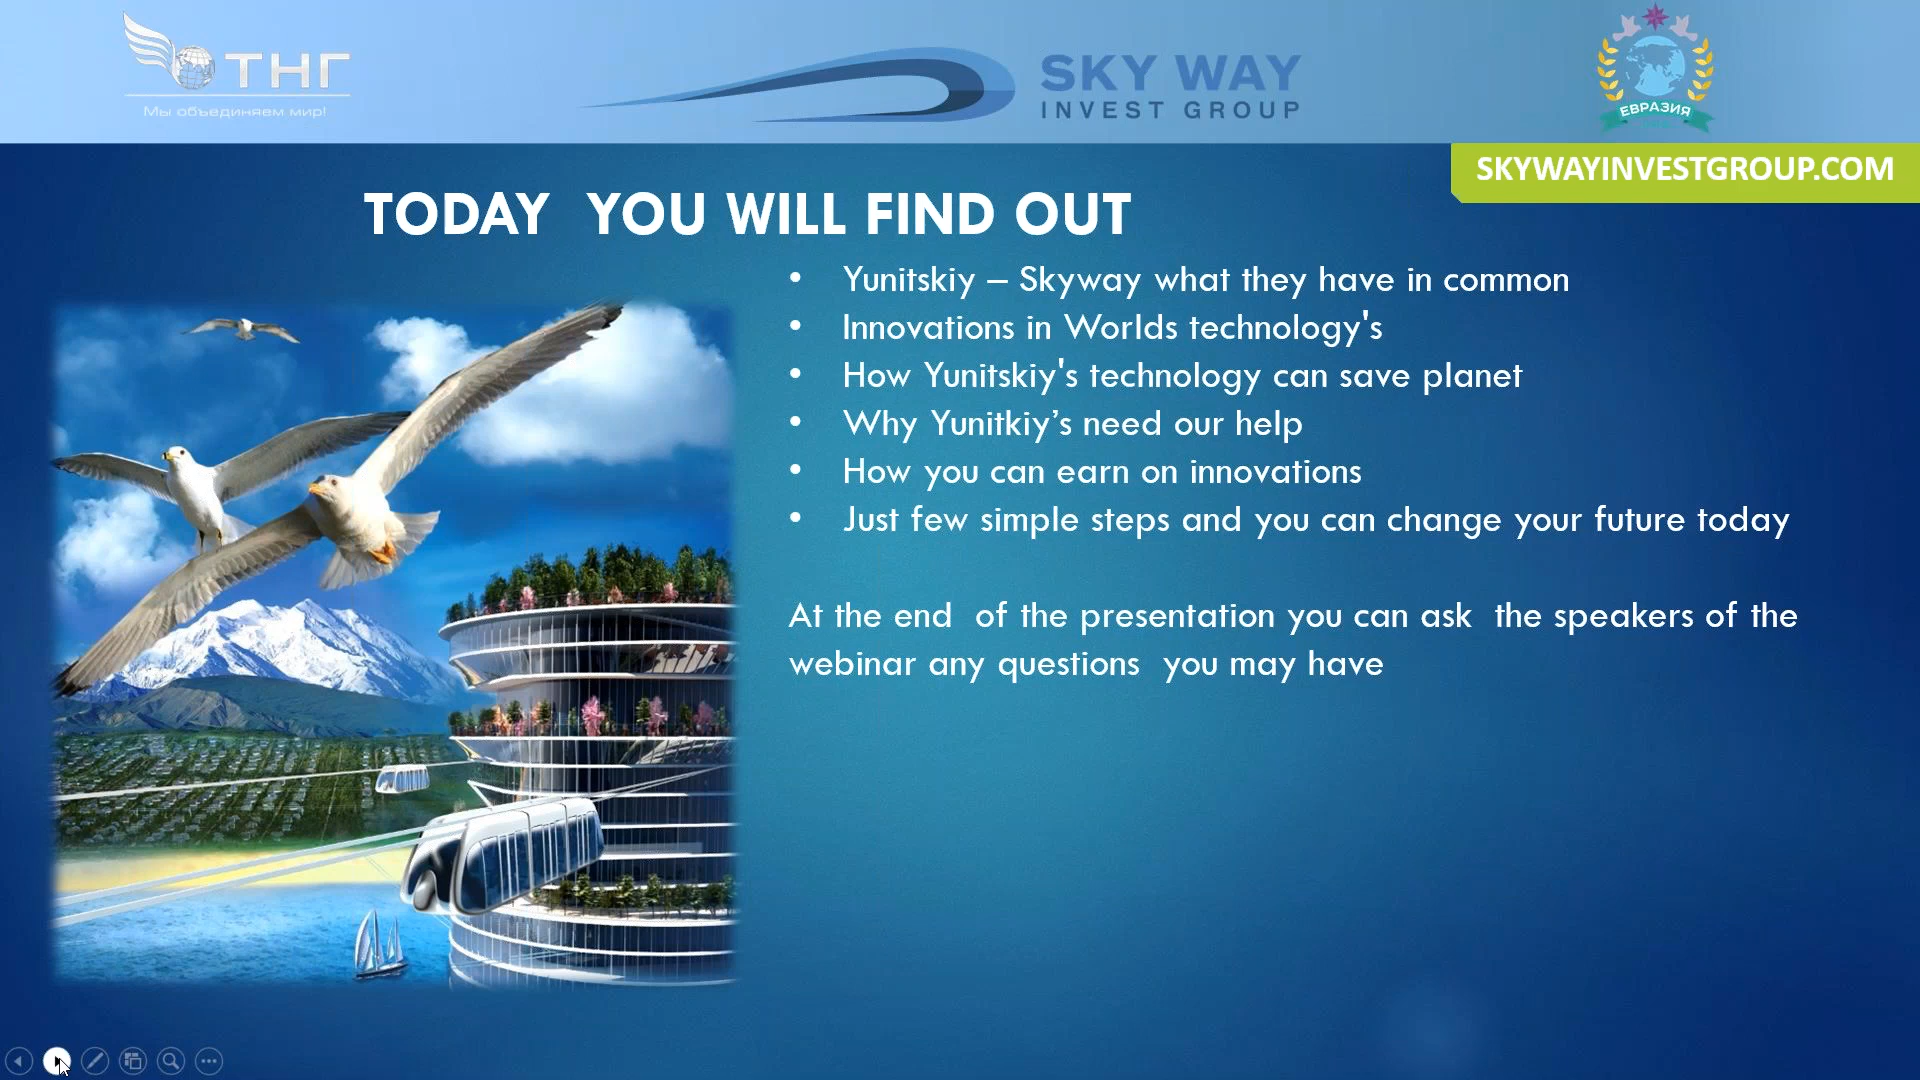 ТНГ
Мы объединяем мир!
SKY WAY
INVEST GROUP
ЕВРАЗИЯ
SKYWAYINVESTGROUP.COM
TODAY YOU WILL FIND OUT
• Yunitskiy – Skyway what they have in common
• Innovations in Worlds technology's
• How Yunitskiy's technology can save planet
• Why Yunitkiy’s need our help
• How you can earn on innovations
• Just few simple steps and you can change your future today
At the end of the presentation you can ask the speakers of the
webinar any questions you may have